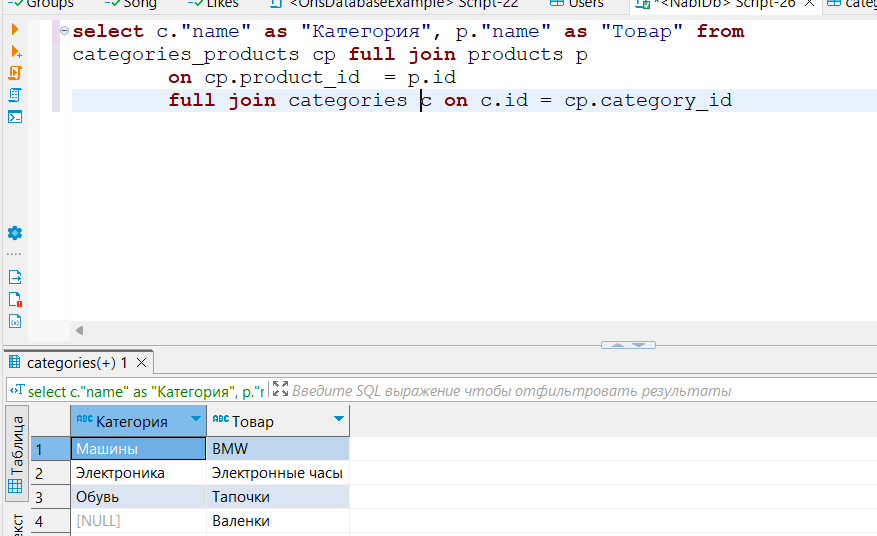 Groups Song Likes <OrisDatabaseExample> Script-22 Users *<NabiDb> Script-26
select c."name" as "Категория", p."name" as "Товар" from
categories_products cp full join products p
on cp.product_id = p.id
full join categories c on c.id = cp.category_id
categories(+) 1
select c."name" as "Категория", p."
Введите SQL выражение чтобы отфильтровать результаты
Таблица
ABC Категория ABC Товар
1 Машины BMW
2 Электроника Электронные часы
3 Обувь Тапочки
4 [NULL] Валенки